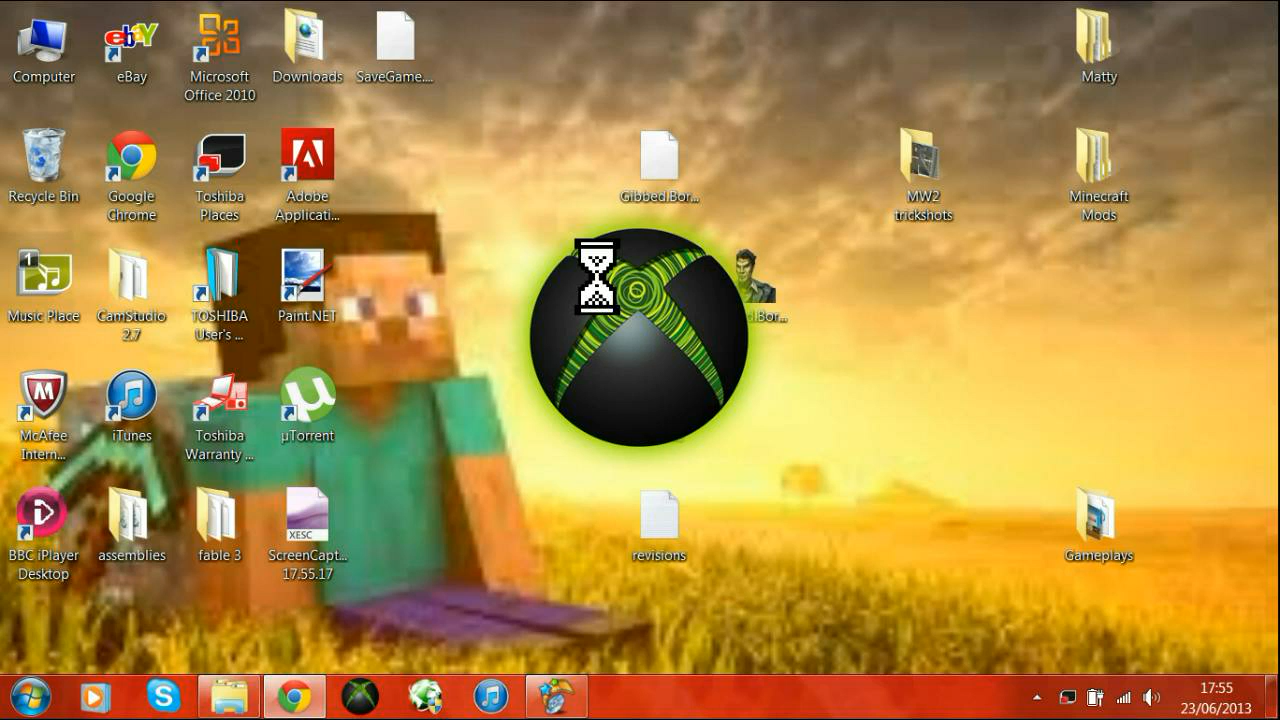 Computer
eBay
Microsoft
Office 2010
Downloads
SaveGame....
Matty
Recycle Bin
Google
Chrome
Toshiba
Places
Adobe
Applicati...
Gibbed.Bor...
MW2
trickshots
Minecraft
Mods
Music Place
CamStudio
2.7
TOSHIBA
User's ...
Paint.NET
d.Bor...
McAfee
Intern...
iTunes
Toshiba
Warranty ...
µTorrent
BBC iPlayer
Desktop
assemblies
fable 3
XESC
ScreenCapt...
17.55.17
revisions
Gameplays
17:55
23/06/2013